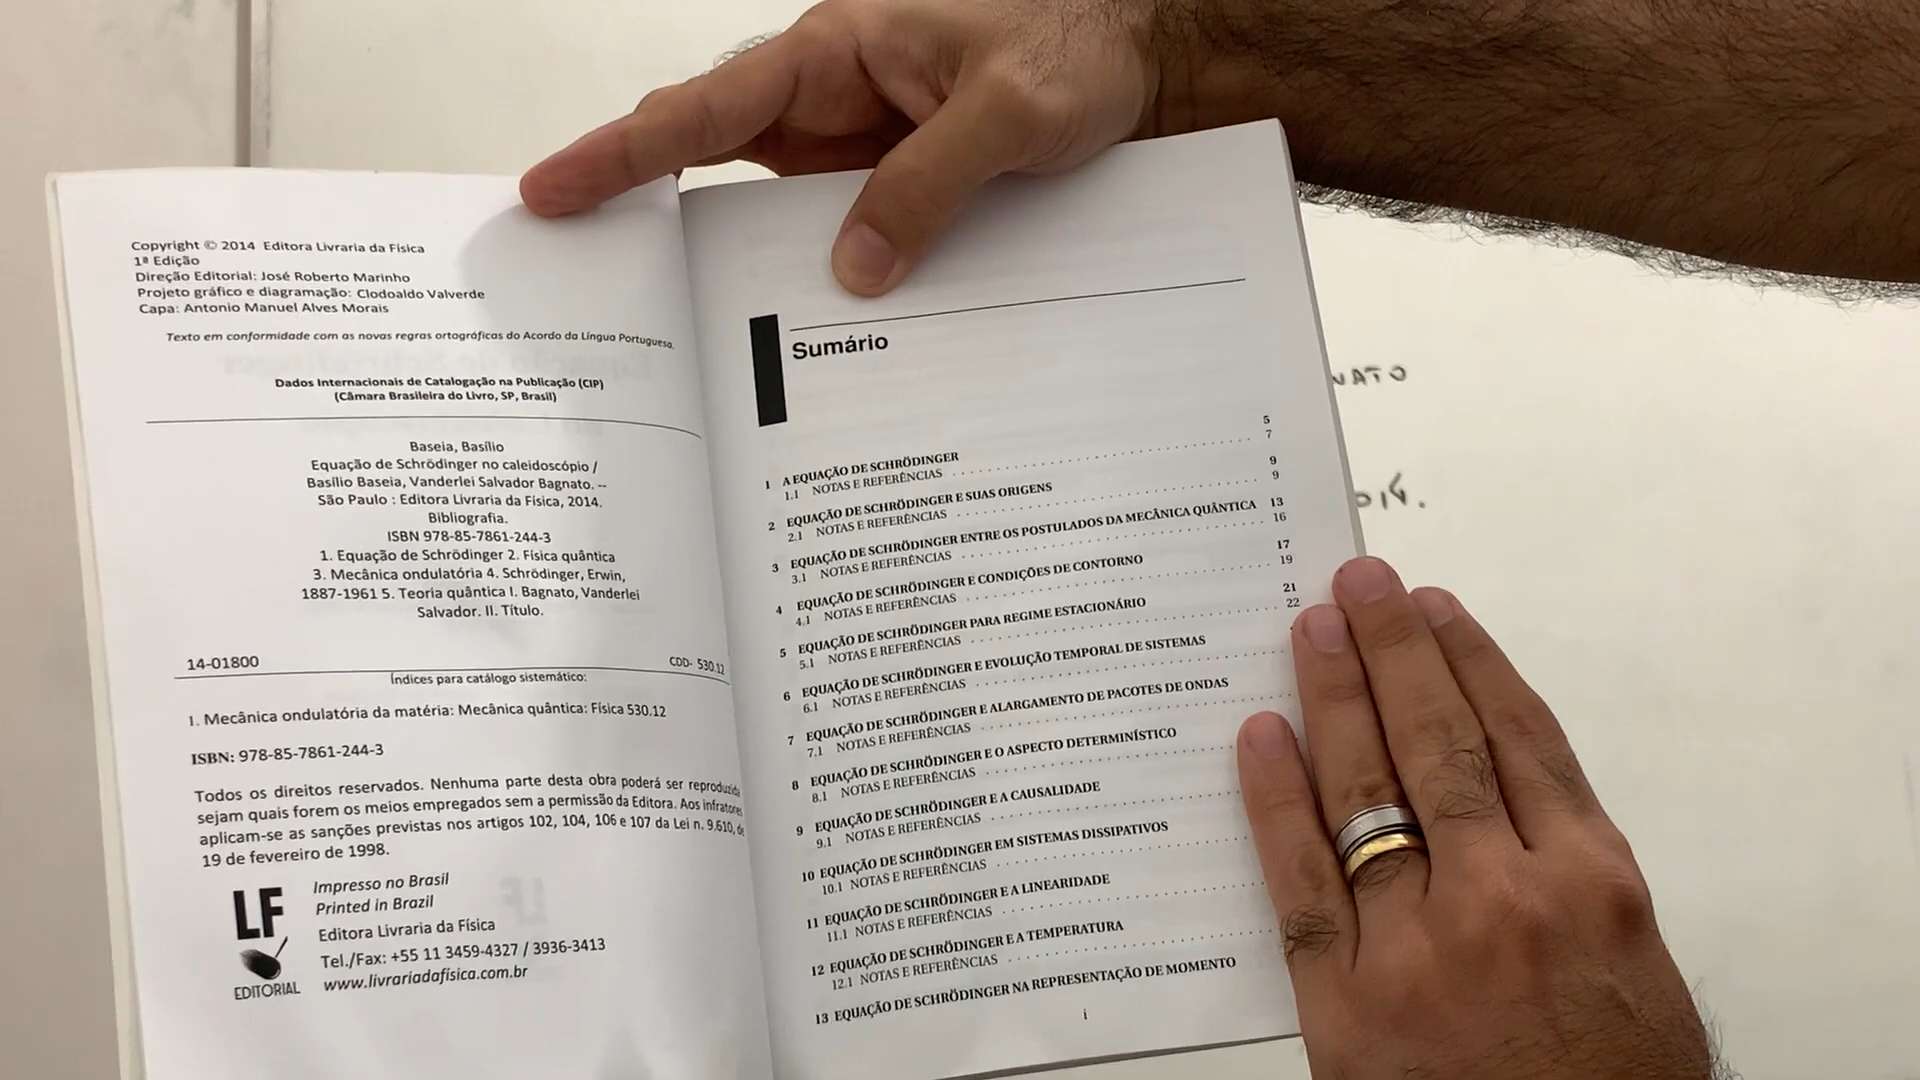 Copyright © 2014 Editora Livraria da Física
1ª Edição
Direção Editorial: José Roberto Marinho
Projeto gráfico e diagramação: Clodoaldo Valverde
Capa: Antonio Manuel Alves Morais
Texto em conformidade com as novas regras ortográficas do Acordo da Língua Portuguesa.
Dados Internacionais de Catalogação na Publicação (CIP)
(Câmara Brasileira do Livro, SP, Brasil)
Baseia, Basílio
Equação de Schrödinger no caleidoscópio /
Basílio Baseia, Vanderlei Salvador Bagnato. --
São Paulo : Editora Livraria da Física, 2014.
Bibliografia.
ISBN 978-85-7861-244-3
1. Equação de Schrödinger 2. Física quântica
3. Mecânica ondulatória 4. Schrödinger, Erwin,
1887-1961 5. Teoria quântica I. Bagnato, Vanderlei
Salvador. II. Título.
14-01800 CDD- 530.12
Índices para catálogo sistemático:
1. Mecânica ondulatória da matéria: Mecânica quântica: Física 530.12
ISBN: 978-85-7861-244-3
Todos os direitos reservados. Nenhuma parte desta obra poderá ser reproduzida
sejam quais forem os meios empregados sem a permissão da Editora. Aos infratores
aplicam-se as sanções previstas nos artigos 102, 104, 106 e 107 da Lei n. 9.610, de
19 de fevereiro de 1998.
LF
EDITORIAL
Impresso no Brasil
Printed in Brazil
Editora Livraria da Física
Tel./Fax: +55 11 3459-4327 / 3936-3413
www.livrariadafisica.com.br
Sumário
1 A EQUAÇÃO DE SCHRÖDINGER 5
1.1 NOTAS E REFERÊNCIAS 7
2 EQUAÇÃO DE SCHRÖDINGER E SUAS ORIGENS 9
2.1 NOTAS E REFERÊNCIAS 9
3 EQUAÇÃO DE SCHRÖDINGER ENTRE OS POSTULADOS DA MECÂNICA QUÂNTICA 13
3.1 NOTAS E REFERÊNCIAS 16
4 EQUAÇÃO DE SCHRÖDINGER E CONDIÇÕES DE CONTORNO 17
4.1 NOTAS E REFERÊNCIAS 19
5 EQUAÇÃO DE SCHRÖDINGER PARA REGIME ESTACIONÁRIO 21
5.1 NOTAS E REFERÊNCIAS 22
6 EQUAÇÃO DE SCHRÖDINGER E EVOLUÇÃO TEMPORAL DE SISTEMAS
6.1 NOTAS E REFERÊNCIAS
7 EQUAÇÃO DE SCHRÖDINGER E ALARGAMENTO DE PACOTES DE ONDAS
7.1 NOTAS E REFERÊNCIAS
8 EQUAÇÃO DE SCHRÖDINGER E O ASPECTO DETERMINÍSTICO
8.1 NOTAS E REFERÊNCIAS
9 EQUAÇÃO DE SCHRÖDINGER E A CAUSALIDADE
9.1 NOTAS E REFERÊNCIAS
10 EQUAÇÃO DE SCHRÖDINGER EM SISTEMAS DISSIPATIVOS
10.1 NOTAS E REFERÊNCIAS
11 EQUAÇÃO DE SCHRÖDINGER E A LINEARIDADE
11.1 NOTAS E REFERÊNCIAS
12 EQUAÇÃO DE SCHRÖDINGER E A TEMPERATURA
12.1 NOTAS E REFERÊNCIAS
13 EQUAÇÃO DE SCHRÖDINGER NA REPRESENTAÇÃO DE MOMENTO
i